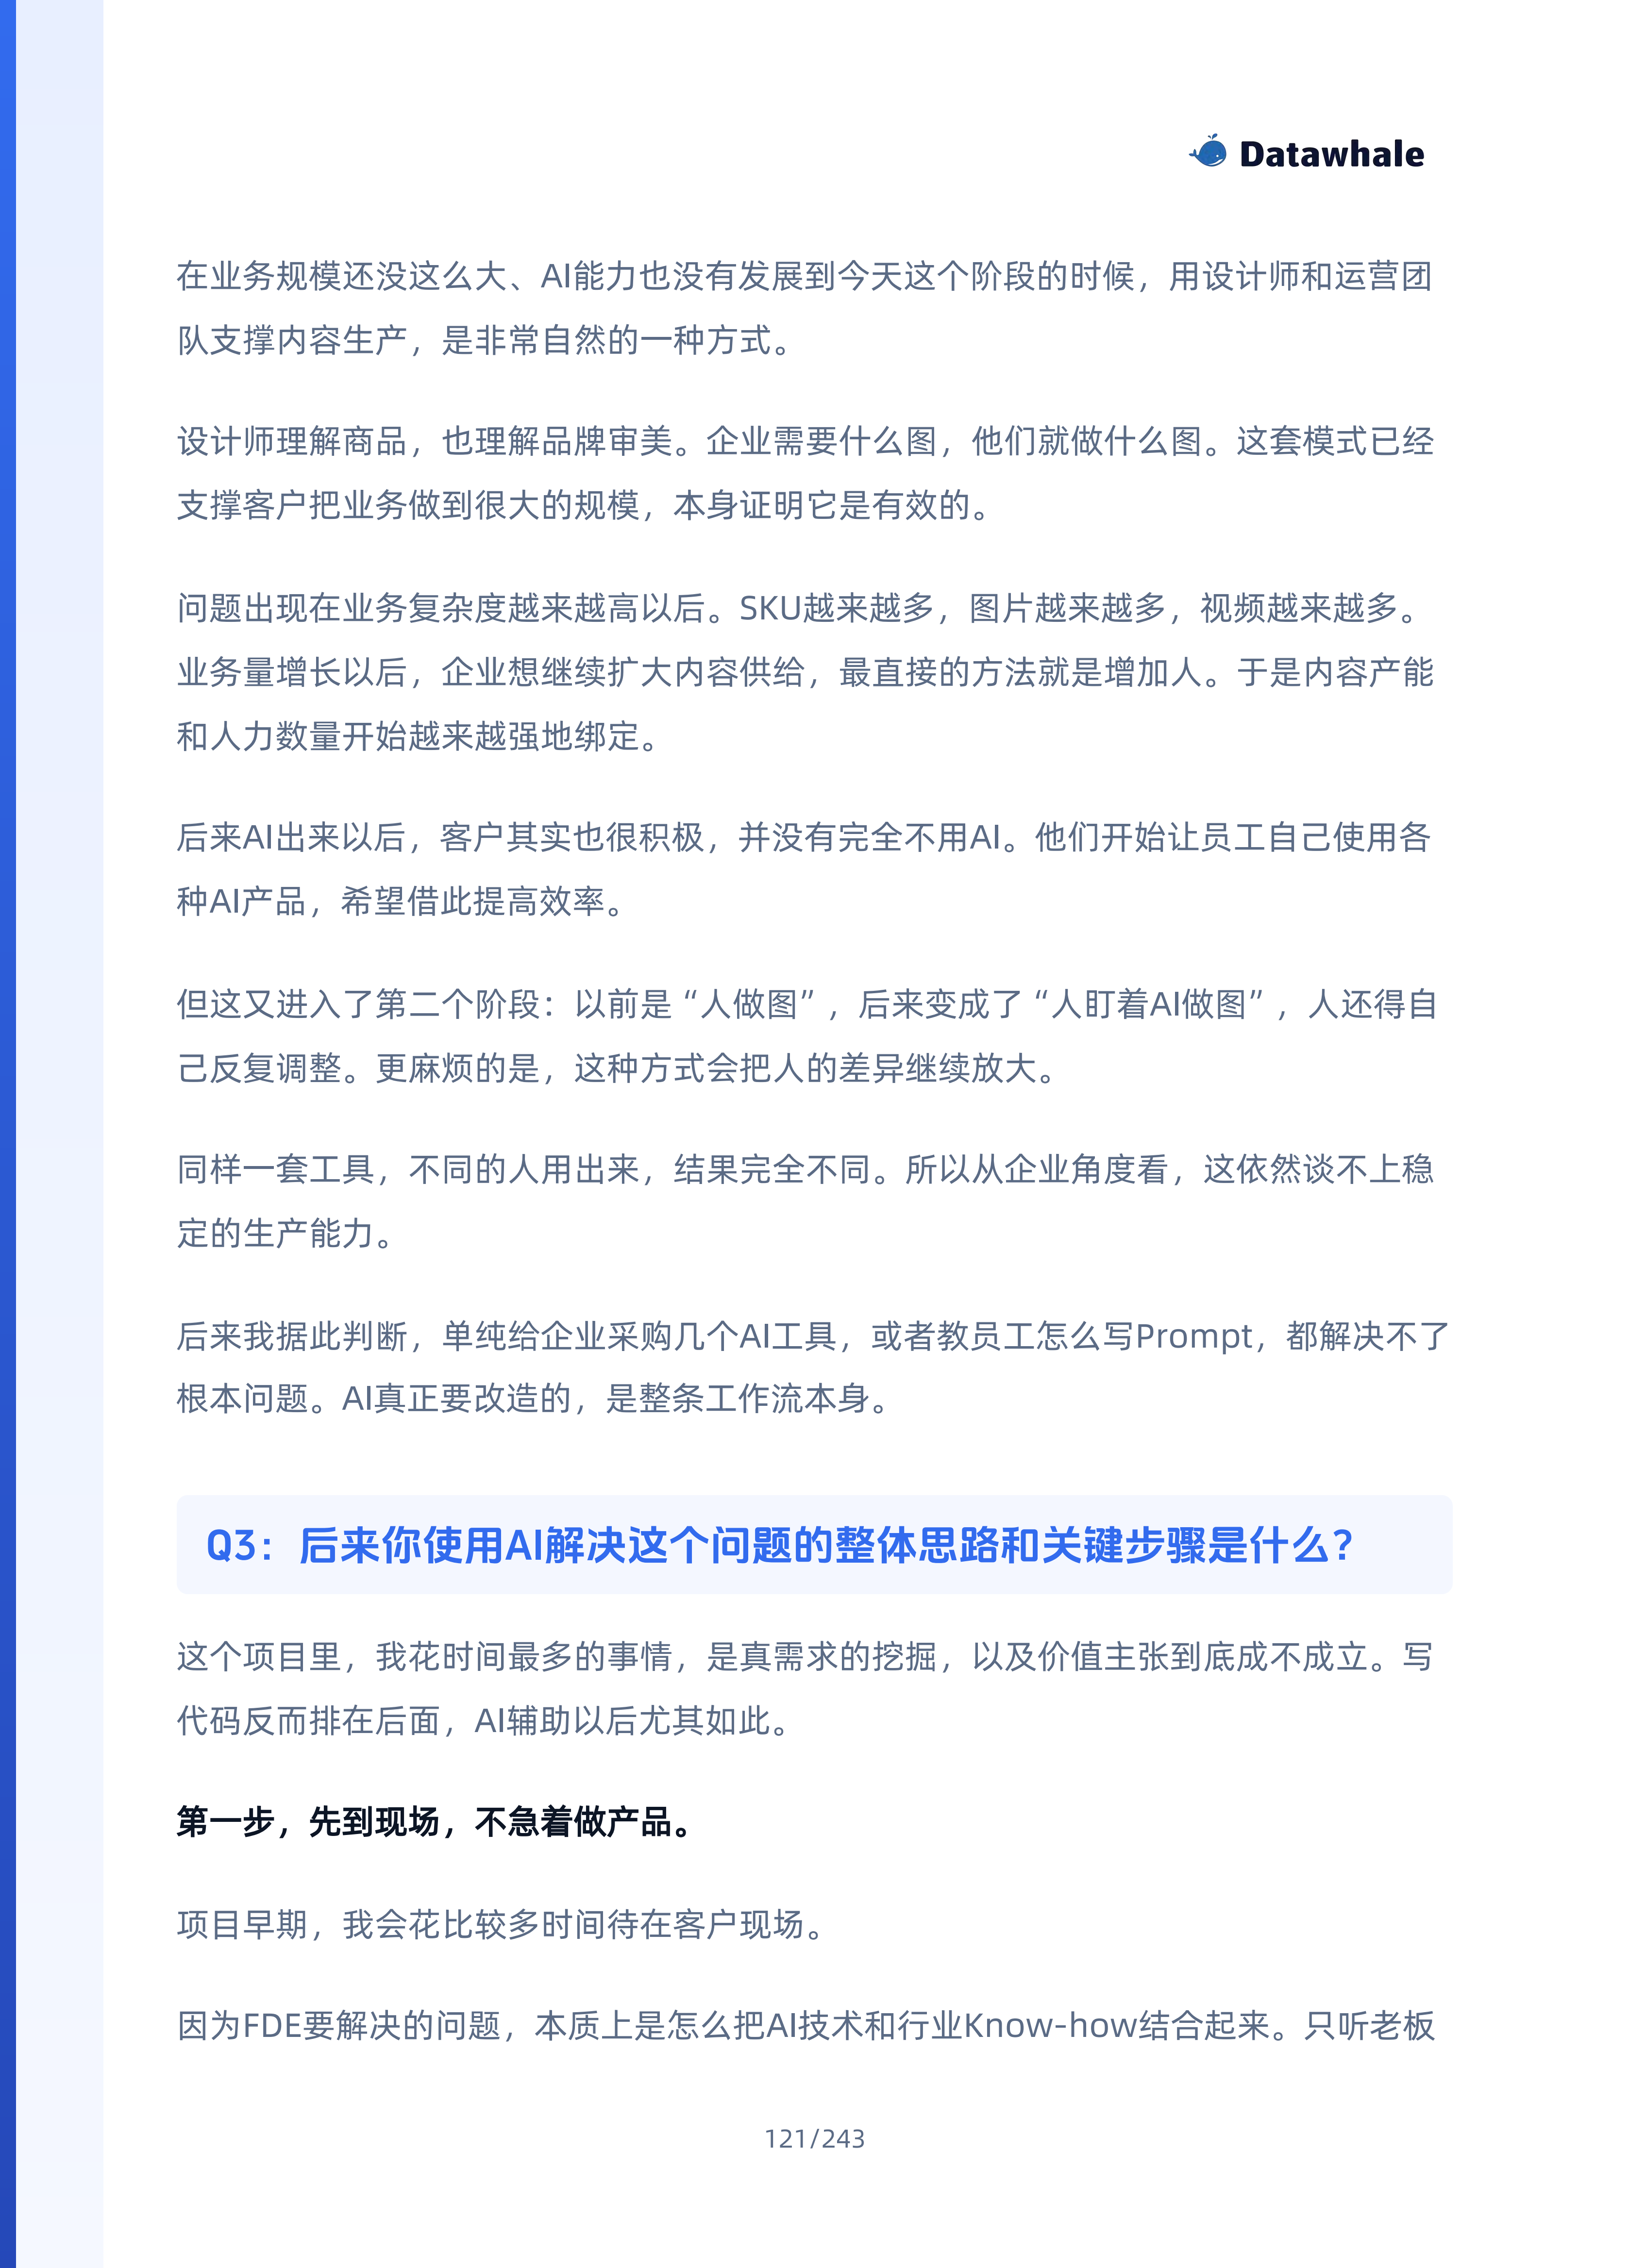 Datawhale
在业务规模还没这么大、AI能力也没有发展到今天这个阶段的时候，用设计师和运营团
队支撑内容生产，是非常自然的一种方式。
设计师理解商品，也理解品牌审美。企业需要什么图，他们就做什么图。这套模式已经
支撑客户把业务做到很大的规模，本身证明它是有效的。
问题出现在业务复杂度越来越高以后。SKU越来越多，图片越来越多，视频越来越多。
业务量增长以后，企业想继续扩大内容供给，最直接的方法就是增加人。于是内容产能
和人力数量开始越来越强地绑定。
后来AI出来以后，客户其实也很积极，并没有完全不用AI。他们开始让员工自己使用各
种AI产品，希望借此提高效率。
但这又进入了第二个阶段：以前是“人做图”，后来变成了“人盯着AI做图”，人还得自
己反复调整。更麻烦的是，这种方式会把人的差异继续放大。
同样一套工具，不同的人用出来，结果完全不同。所以从企业角度看，这依然谈不上稳
定的生产能力。
后来我据此判断，单纯给企业采购几个AI工具，或者教员工怎么写Prompt，都解决不了
根本问题。AI真正要改造的，是整条工作流本身。
Q3：后来你使用AI解决这个问题的整体思路和关键步骤是什么？
这个项目里，我花时间最多的事情，是真需求的挖掘，以及价值主张到底成不成立。写
代码反而排在后面，AI辅助以后尤其如此。
第一步，先到现场，不急着做产品。
项目早期，我会花比较多时间待在客户现场。
因为FDE要解决的问题，本质上是怎么把AI技术和行业Know-how结合起来。只听老板
121/243